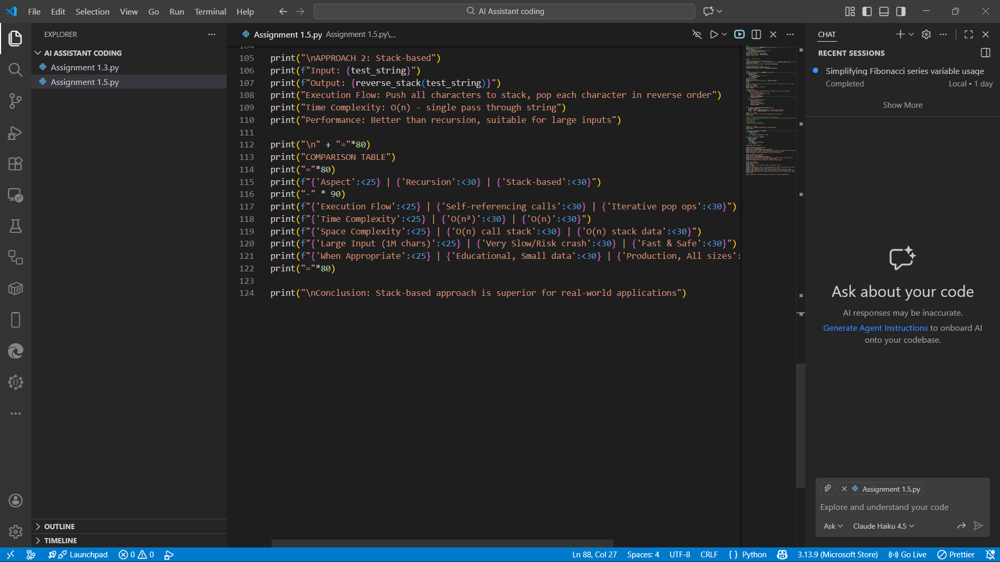 File Edit Selection View Go Run Terminal Help
AI Assistant coding
EXPLORER
AI ASSISTANT CODING
Assignment 1.3.py
Assignment 1.5.py
OUTLINE
TIMELINE
Assignment 1.5.py Assignment 1.5.py\...
104
105 print("\nAPPROACH 2: Stack-based")
106 print(f"Input: {test_string}")
107 print(f"Output: {reverse_stack(test_string)}")
108 print("Execution Flow: Push all characters to stack, pop each character in reverse order")
109 print("Time Complexity: O(n) - single pass through string")
110 print("Performance: Better than recursion, suitable for large inputs")
111
112 print("\n" + "="*80)
113 print("COMPARISON TABLE")
114 print("="*80)
115 print(f"{'Aspect':<25} | {'Recursion':<30} | {'Stack-based':<30}")
116 print("-" * 90)
117 print(f"{'Execution Flow':<25} | {'Self-referencing calls':<30} | {'Iterative pop ops':<30}")
118 print(f"{'Time Complexity':<25} | {'O(n²)':<30} | {'O(n)':<30}")
119 print(f"{'Space Complexity':<25} | {'O(n) call stack':<30} | {'O(n) stack data':<30}")
120 print(f"{'Large Input (1M chars)':<25} | {'Very Slow/Risk crash':<30} | {'Fast & Safe':<30}")
121 print(f"{'When Appropriate':<25} | {'Educational, Small data':<30} | {'Production, All sizes':
122 print("="*80)
123
124 print("\nConclusion: Stack-based approach is superior for real-world applications")
CHAT
RECENT SESSIONS
Simplifying Fibonacci series variable usage
Completed Local • 1 day
Show More
Ask about your code
AI responses may be inaccurate.
Generate Agent Instructions to onboard AI
onto your codebase.
Assignment 1.5.py
Explore and understand your code
Ask Claude Haiku 4.5
Launchpad 0 0 Ln 88, Col 27 Spaces: 4 UTF-8 CRLF {} Python 3.13.9 (Microsoft Store) Go Live Prettier